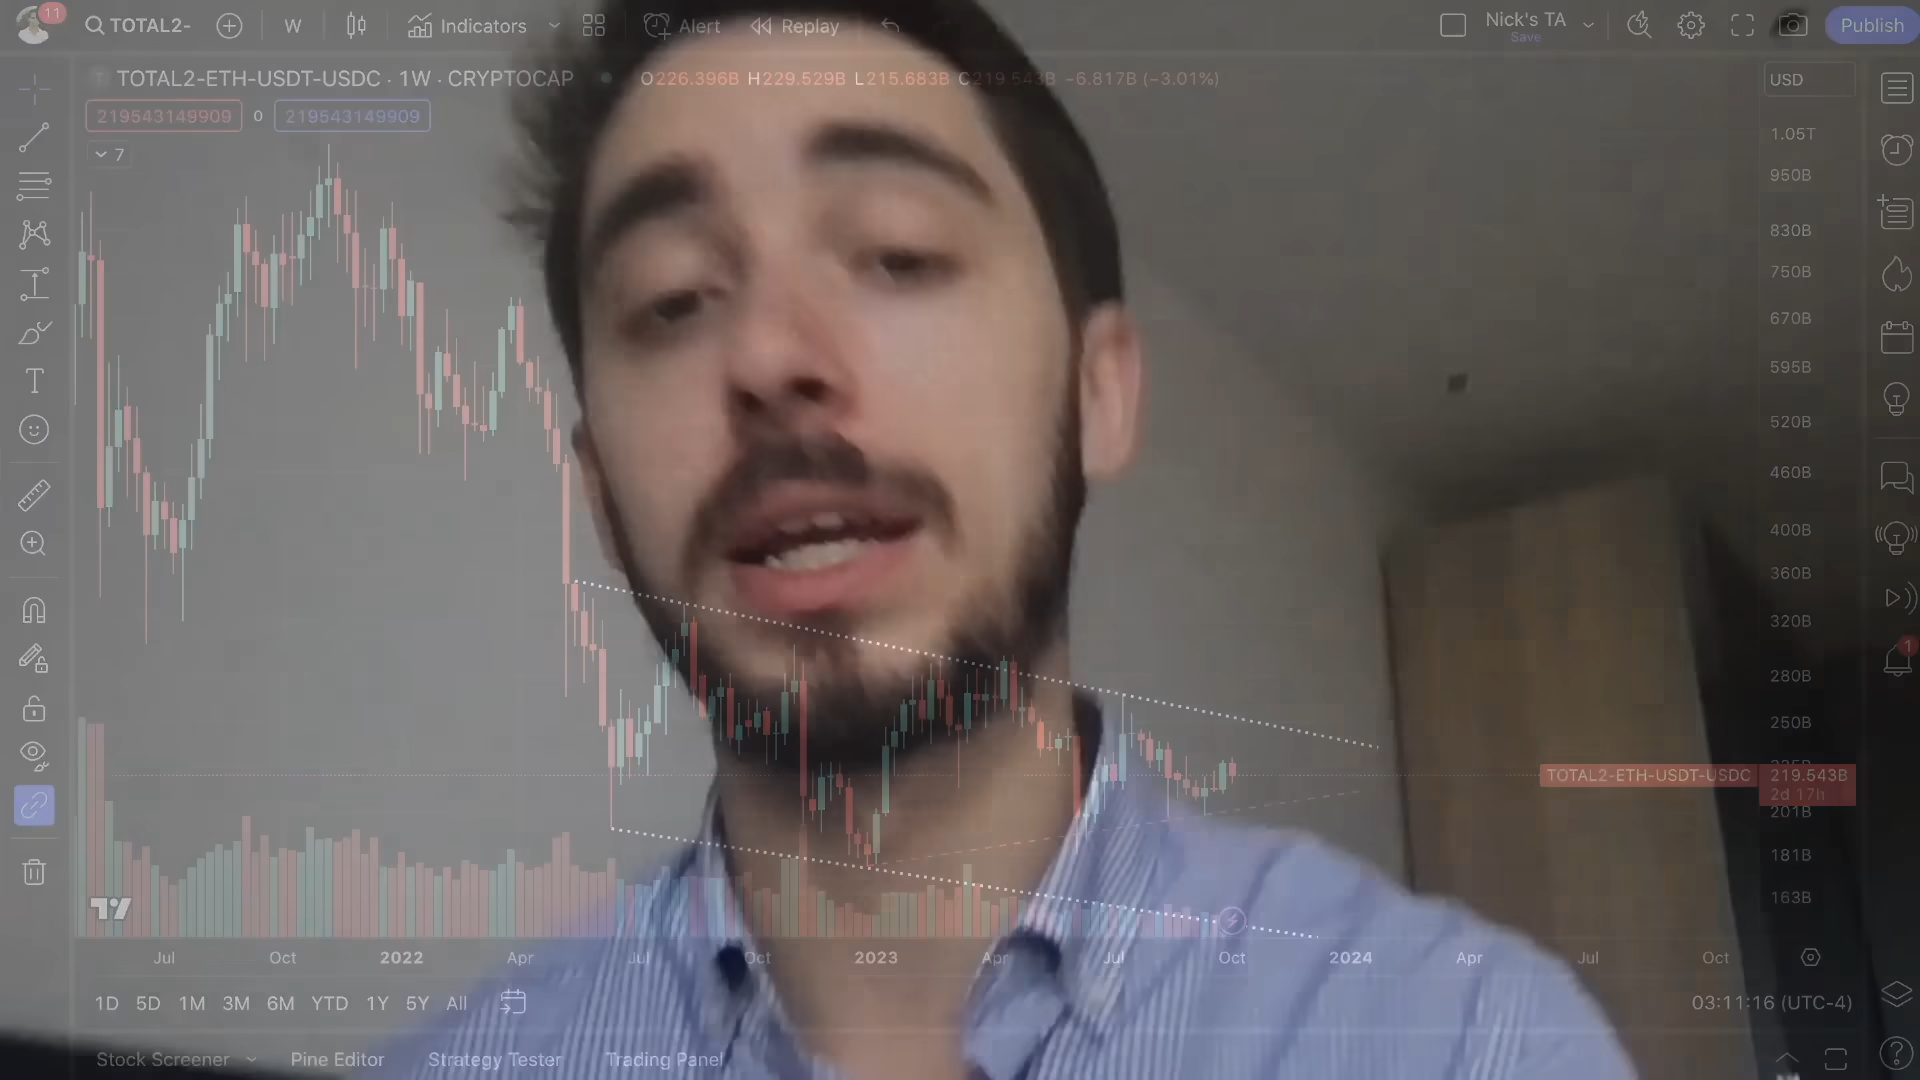 11
TOTAL2- W Indicators Alert Replay Nick's TA Save Publish
TOTAL2-ETH-USDT-USDC · 1W · CRYPTOCAP O226.396B H229.529B L215.683B C219.543B −6.817B (−3.01%) USD
219543149909 0 219543149909
7
1.05T
950B
830B
750B
670B
595B
520B
460B
400B
360B
320B
1
280B
250B
TOTAL2-ETH-USDT-USDC 219.543B
2d 17h
201B
181B
163B
Jul Oct 2022 Apr Jul Oct 2023 Apr Jul Oct 2024 Apr Jul Oct
1D 5D 1M 3M 6M YTD 1Y 5Y All 03:11:16 (UTC-4)
Stock Screener Pine Editor Strategy Tester Trading Panel